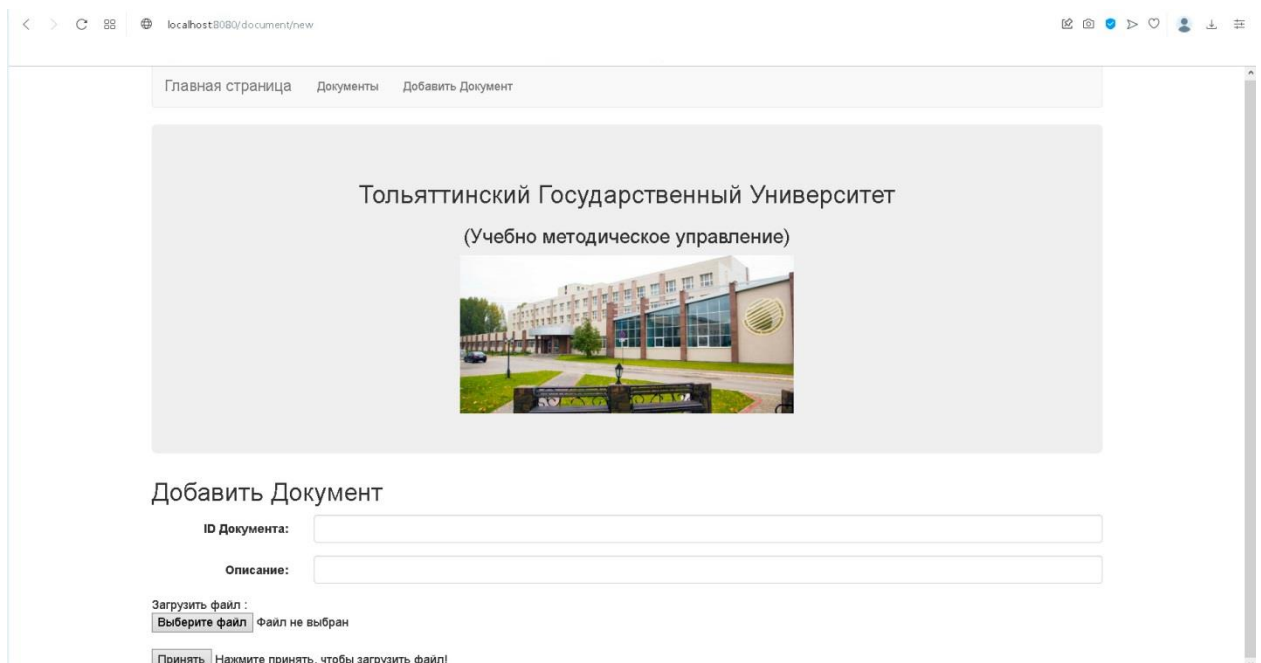 localhost:8080/document/new
Главная страница Документы Добавить Документ
Тольяттинский Государственный Университет
(Учебно методическое управление)
Добавить Документ
ID Документа:
Описание:
Загрузить файл :
Выберите файл Файл не выбран
Принять Нажмите принять, чтобы загрузить файл!